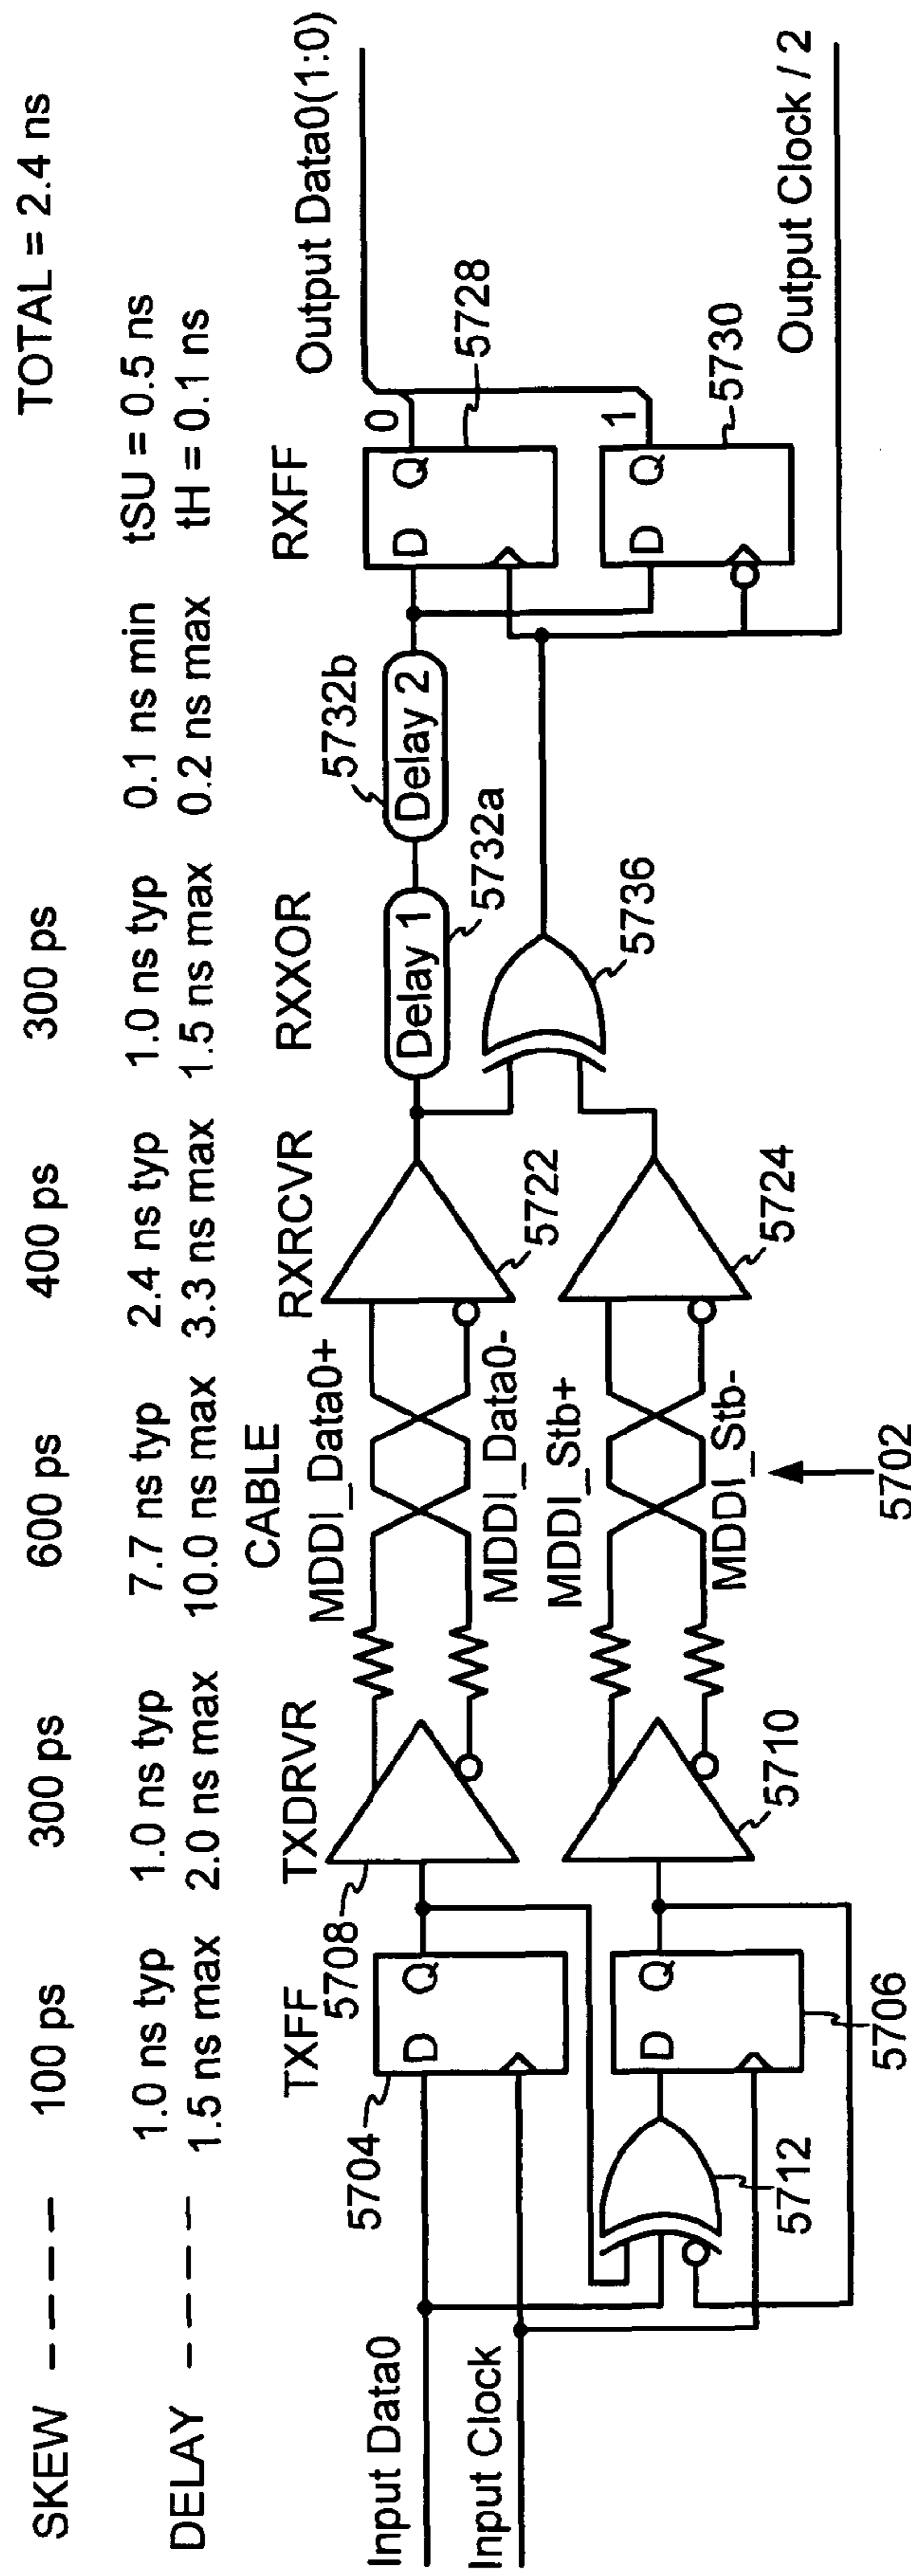 SKEW ---- 100 ps 300 ps 600 ps 400 ps 300 ps TOTAL = 2.4 ns
DELAY ---- 1.0 ns typ 1.0 ns typ 7.7 ns typ 2.4 ns typ 1.0 ns typ 0.1 ns min tSU = 0.5 ns
1.5 ns max 2.0 ns max 10.0 ns max 3.3 ns max 1.5 ns max 0.2 ns max tH = 0.1 ns
TXFF TXDRVR CABLE RXRCVR RXXOR RXFF
Input Data0
Input Clock
5704
D Q
5708
5712
D Q
5706
5710
MDDI_Data0+
MDDI_Data0-
MDDI_Stb+
MDDI_Stb-
5702
5722
5724
Delay 1
5732a
Delay 2
5732b
5736
D Q
0
5728
D Q
1
5730
Output Data0(1:0)
Output Clock / 2